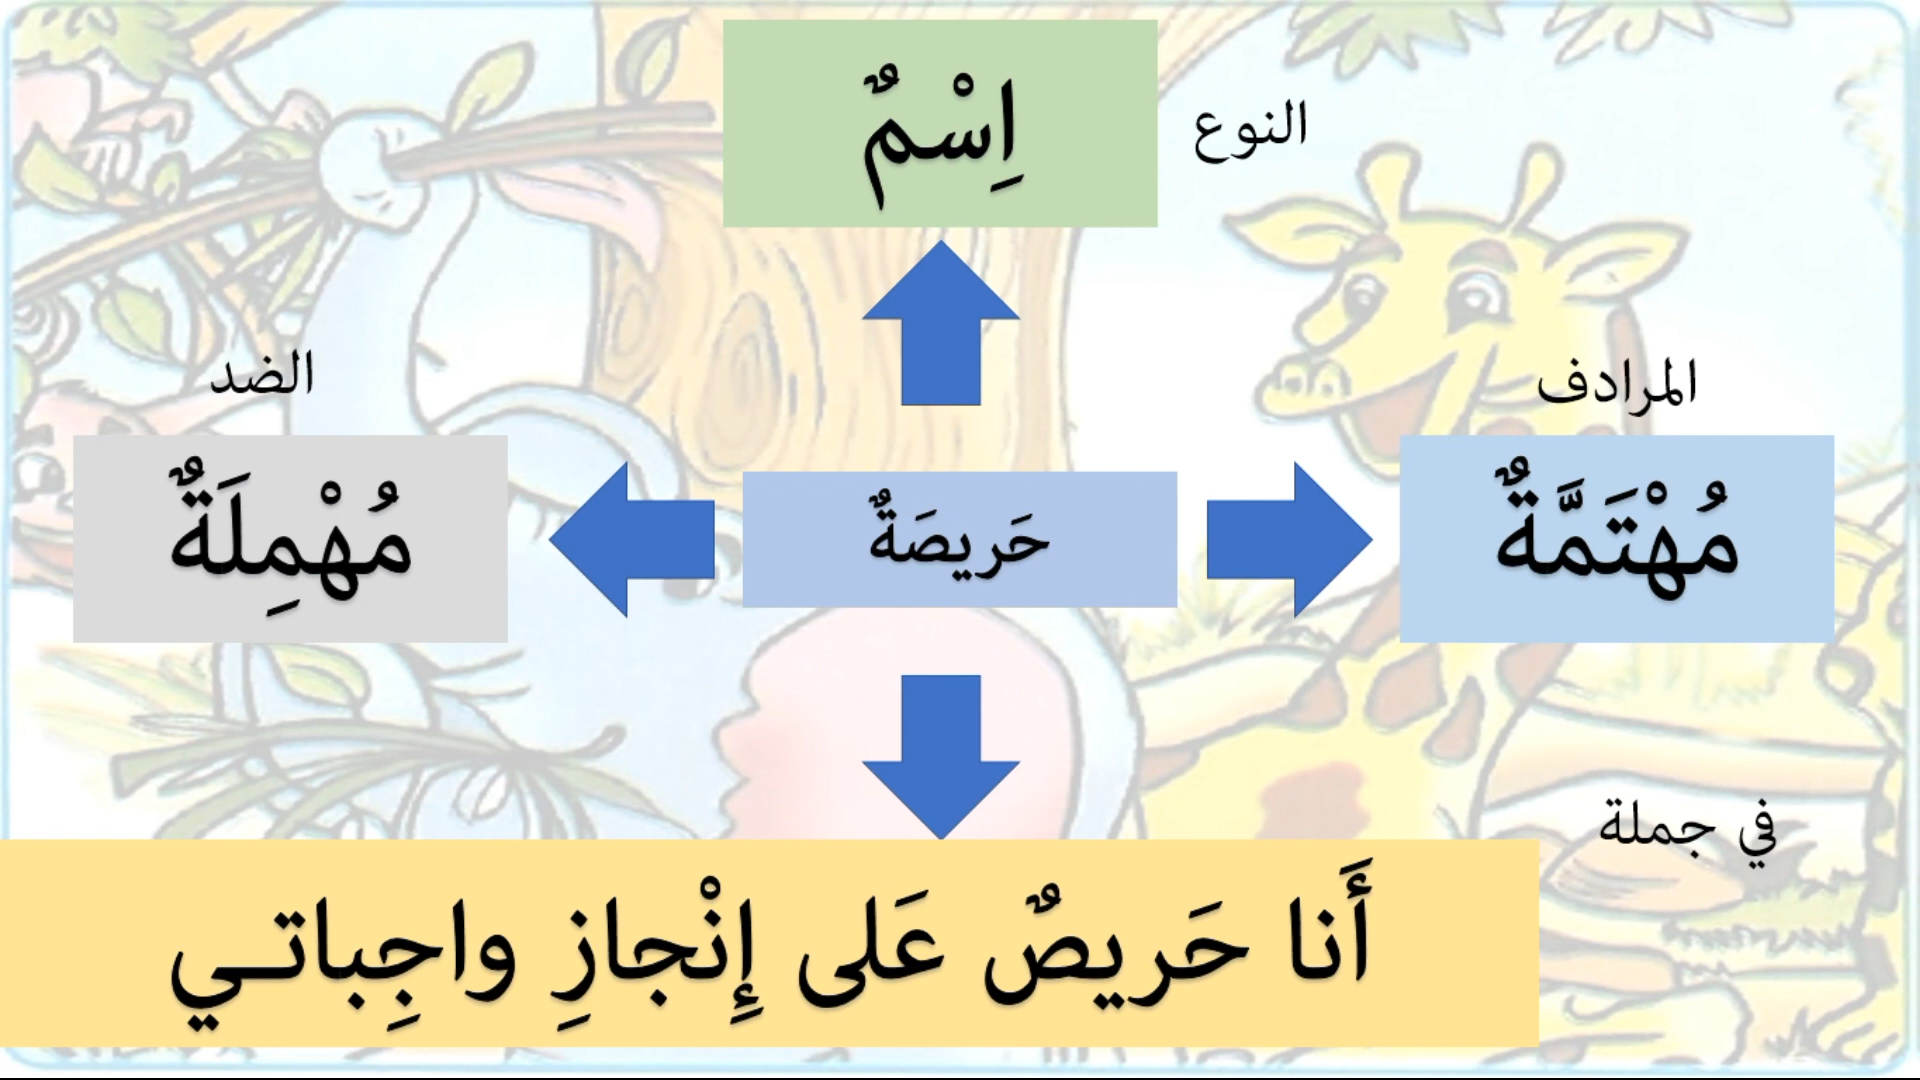 اِسْمٌ
النوع
المرادف
الضد
مُهْتَمَّةٌ
حَريصَةٌ
مُهْمِلَةٌ
في جملة
أَنا حَريصٌ عَلى إِنْجازِ واجِباتـي